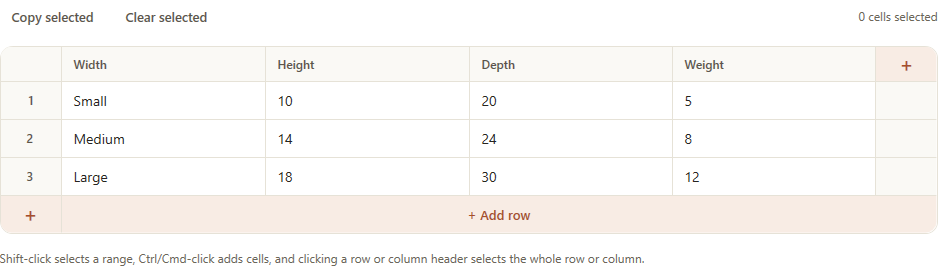 Copy selected Clear selected 0 cells selected
Width Height Depth Weight +
1 Small 10 20 5
2 Medium 14 24 8
3 Large 18 30 12
+ + Add row
Shift-click selects a range, Ctrl/Cmd-click adds cells, and clicking a row or column header selects the whole row or column.